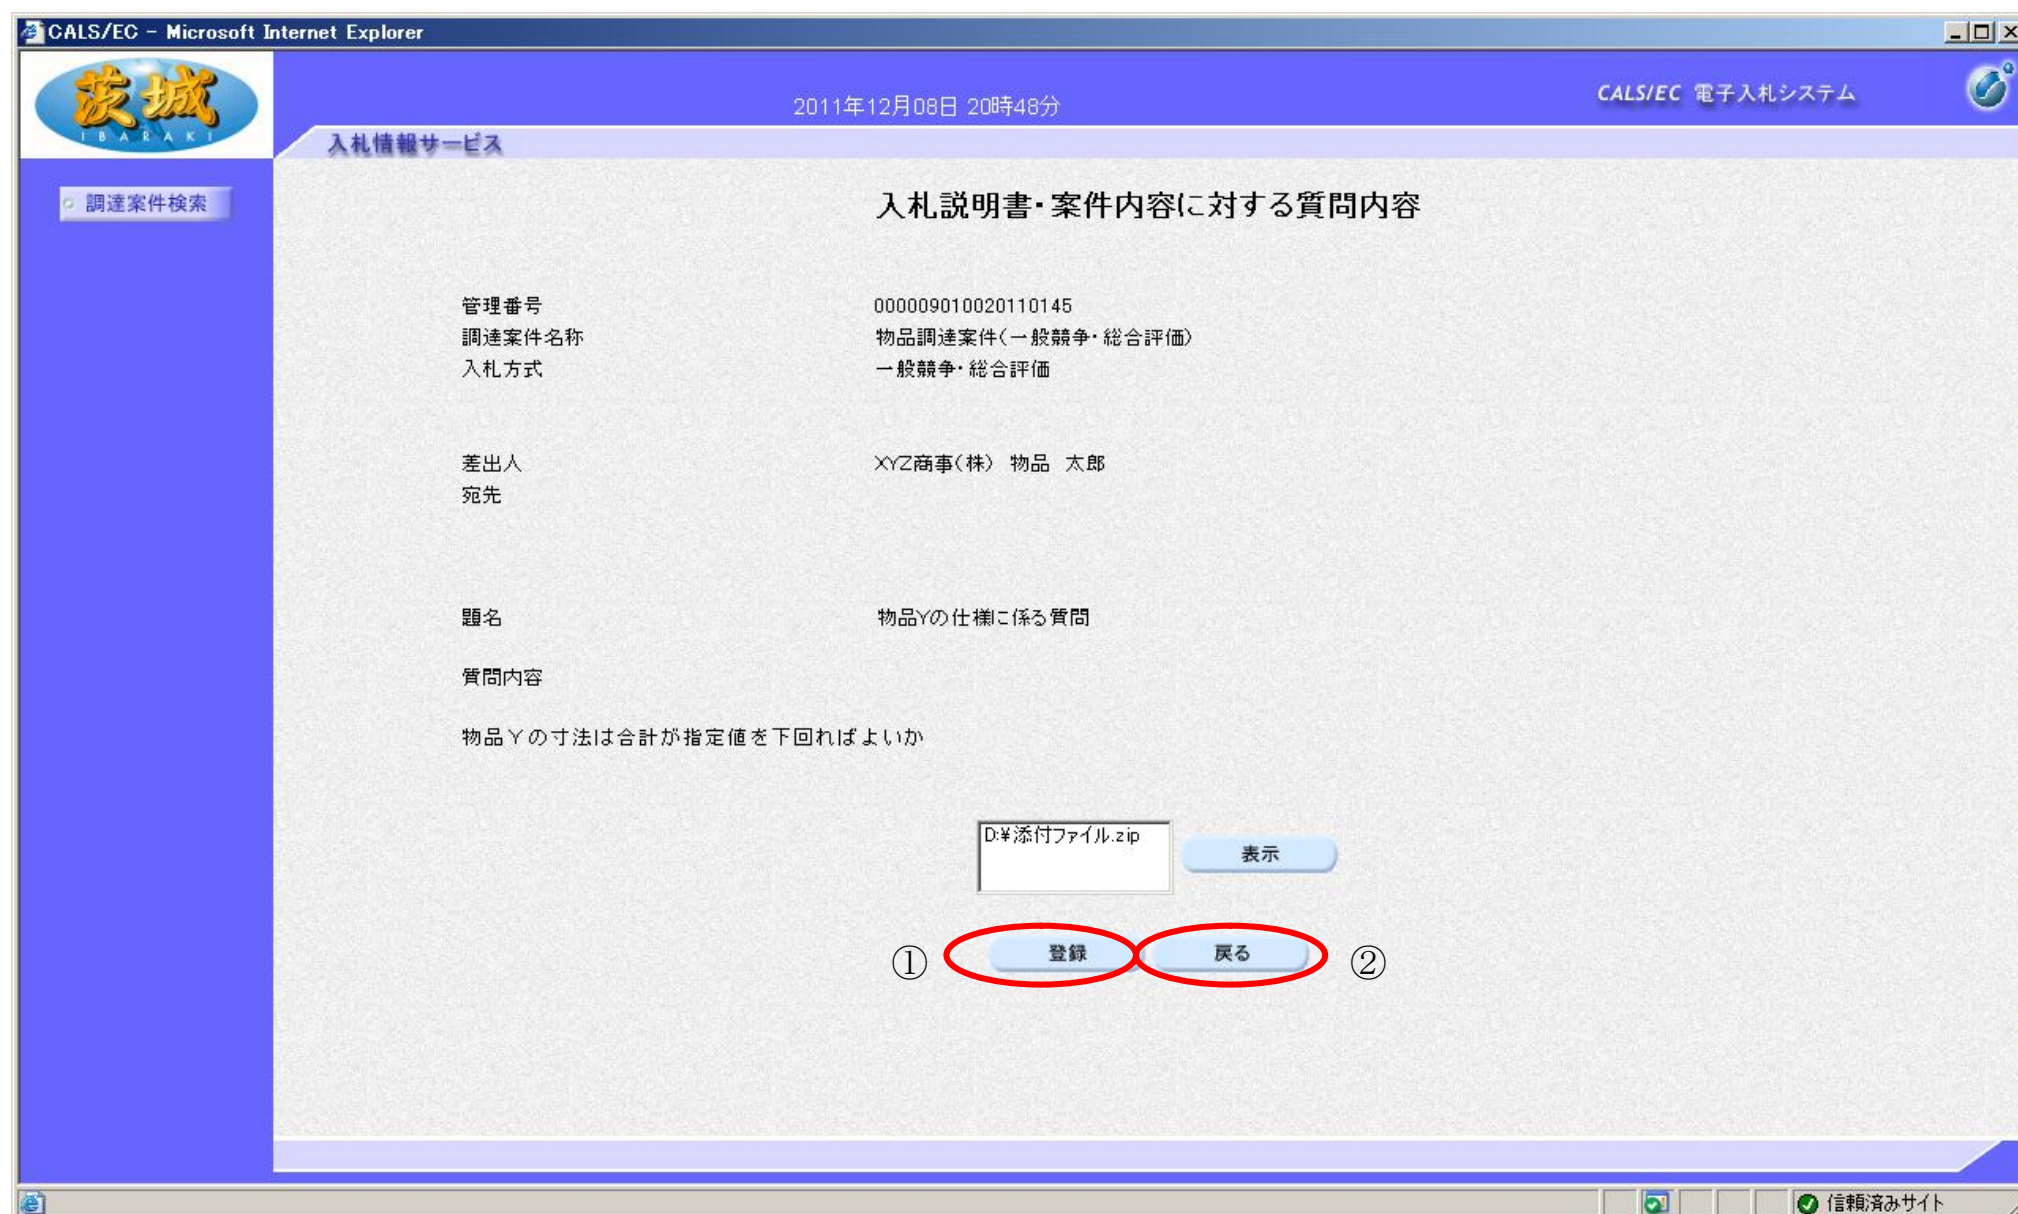 CALS/EC - Microsoft Internet Explorer
茨城
IBARAKI
2011年12月08日 20時48分
CALS/EC 電子入札システム
入札情報サービス
調達案件検索
入札説明書・案件内容に対する質問内容
管理番号 000009010020110145
調達案件名称 物品調達案件(一般競争・総合評価)
入札方式 一般競争・総合評価
差出人 XYZ商事(株) 物品 太郎
宛先
題名 物品Yの仕様に係る質問
質問内容
物品Yの寸法は合計が指定値を下回ればよいか
D:¥添付ファイル.zip
表示
① 登録 戻る ②
信頼済みサイト